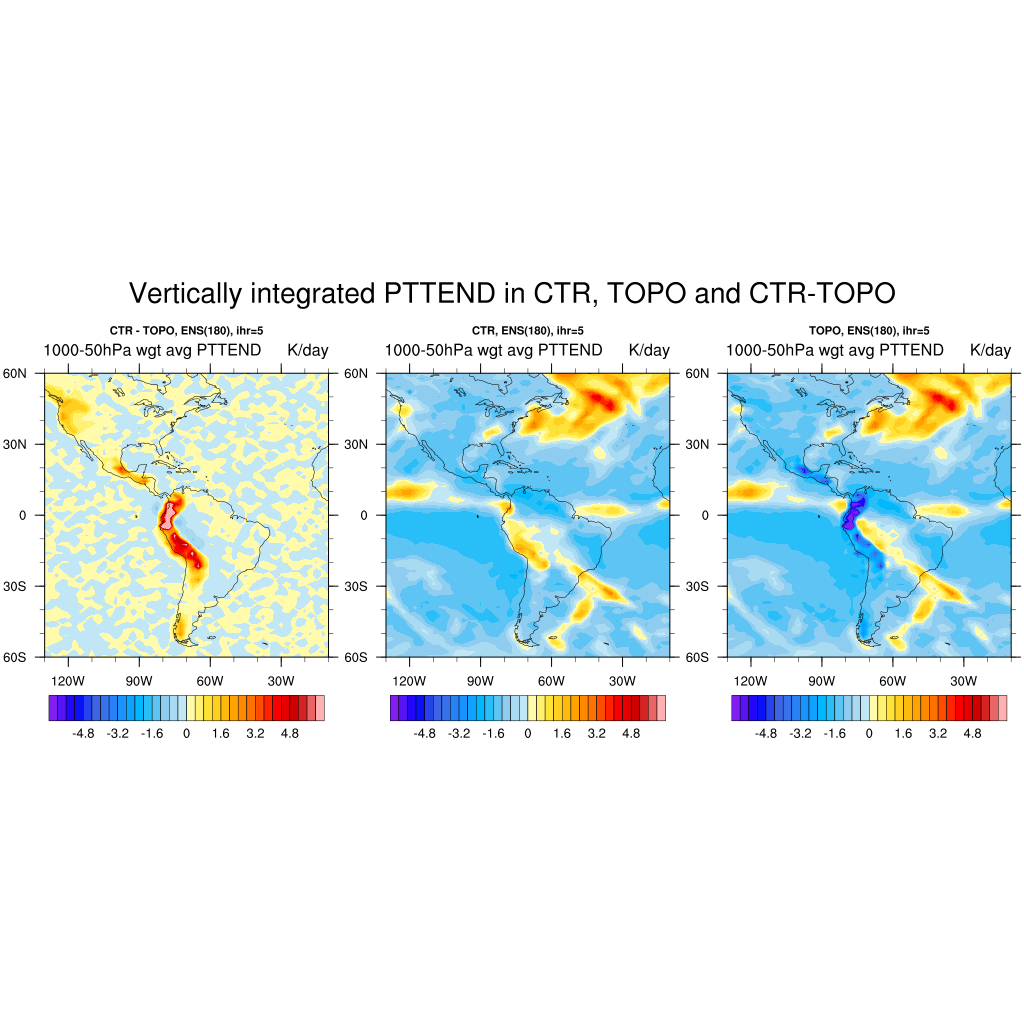 Vertically integrated PTTEND in CTR, TOPO and CTR-TOPO
CTR - TOPO, ENS(180), ihr=5
1000-50hPa wgt avg PTTEND K/day
60N
30N
0
30S
60S
120W 90W 60W 30W
-4.8 -3.2 -1.6 0 1.6 3.2 4.8
CTR, ENS(180), ihr=5
1000-50hPa wgt avg PTTEND K/day
60N
30N
0
30S
60S
120W 90W 60W 30W
-4.8 -3.2 -1.6 0 1.6 3.2 4.8
TOPO, ENS(180), ihr=5
1000-50hPa wgt avg PTTEND K/day
60N
30N
0
30S
60S
120W 90W 60W 30W
-4.8 -3.2 -1.6 0 1.6 3.2 4.8